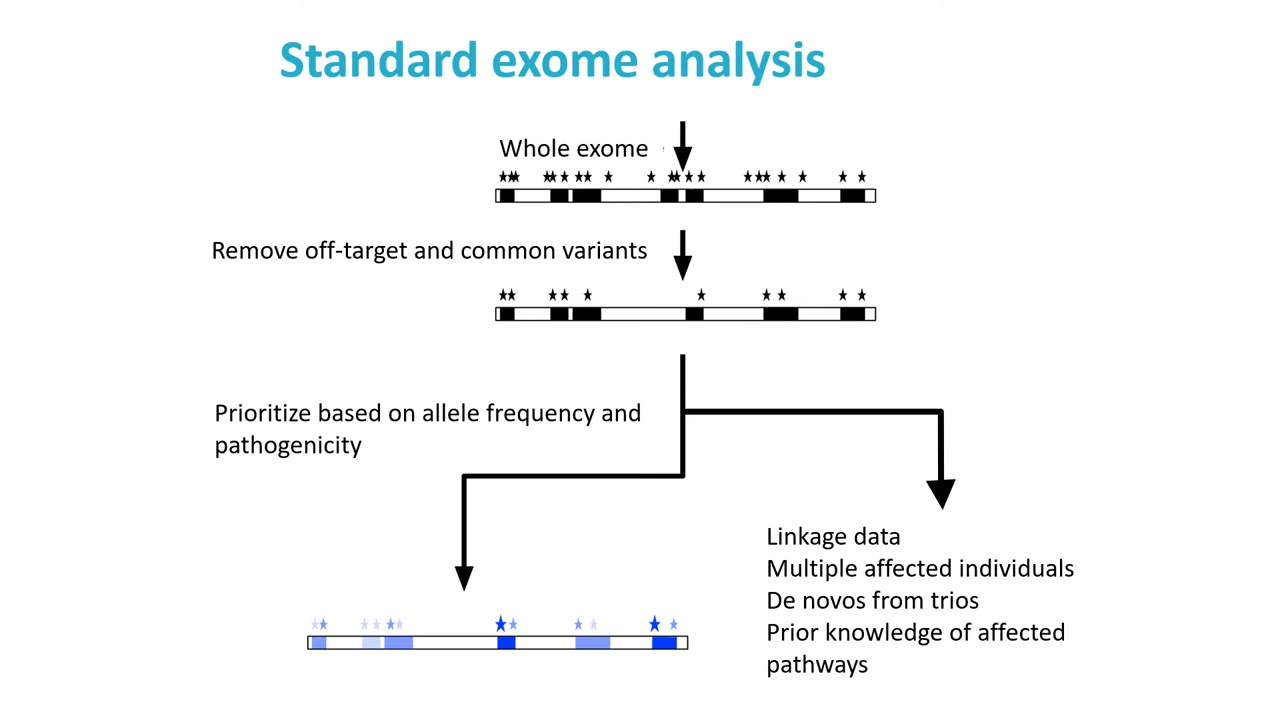 Standard exome analysis
Whole exome
Remove off-target and common variants
Prioritize based on allele frequency and
pathogenicity
Linkage data
Multiple affected individuals
De novos from trios
Prior knowledge of affected
pathways